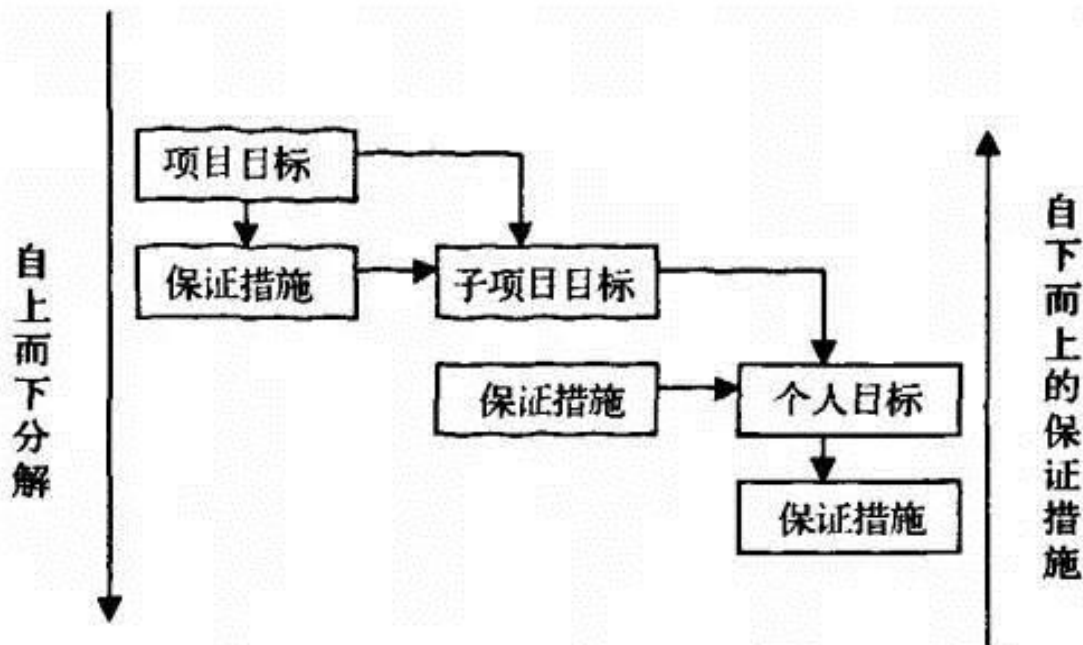 自上而下分解
项目目标
保证措施
子项目目标
保证措施
个人目标
保证措施
自下而上的保证措施